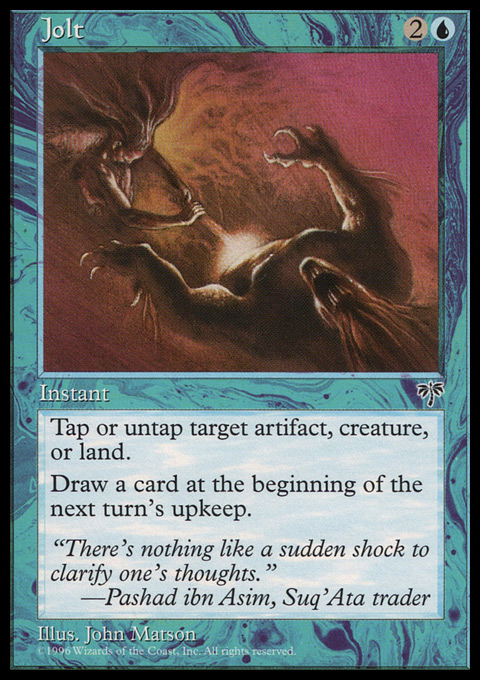 Jolt 2
Instant
Tap or untap target artifact, creature,
or land.
Draw a card at the beginning of the
next turn's upkeep.
“There's nothing like a sudden shock to
clarify one's thoughts.”
—Pashad ibn Asim, Suq'Ata trader
Illus. John Matson
©1996 Wizards of the Coast, Inc. All rights reserved.